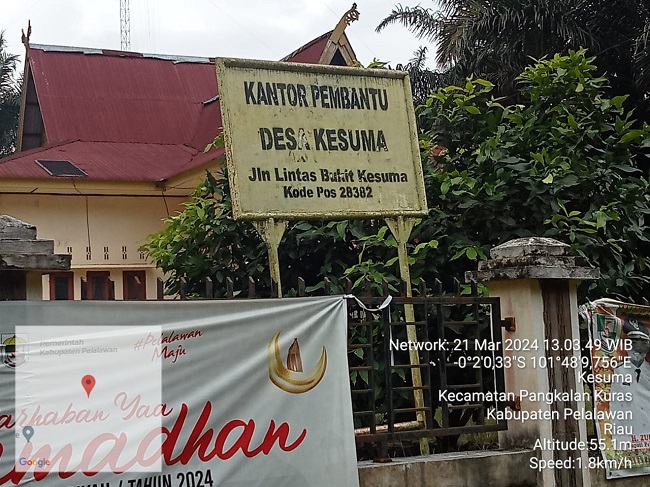 KANTOR PEMBANTU
DESA KESUMA
Jln Lintas Bukit Kesuma
Kode Pos 28382
Pemerintah
Kabupaten Pelalawan
#Pelalawan
Maju
arhaban Yaa
amadhan
/ TAHUN 2024
Google
Network: 21 Mar 2024 13.03.49 WIB
-0°2'0,33"S 101°48'9,756"E
Kesuma
Kecamatan Pangkalan Kuras
Kabupaten Pelalawan
Riau
Altitude:55.1m
Speed:1.8km/h